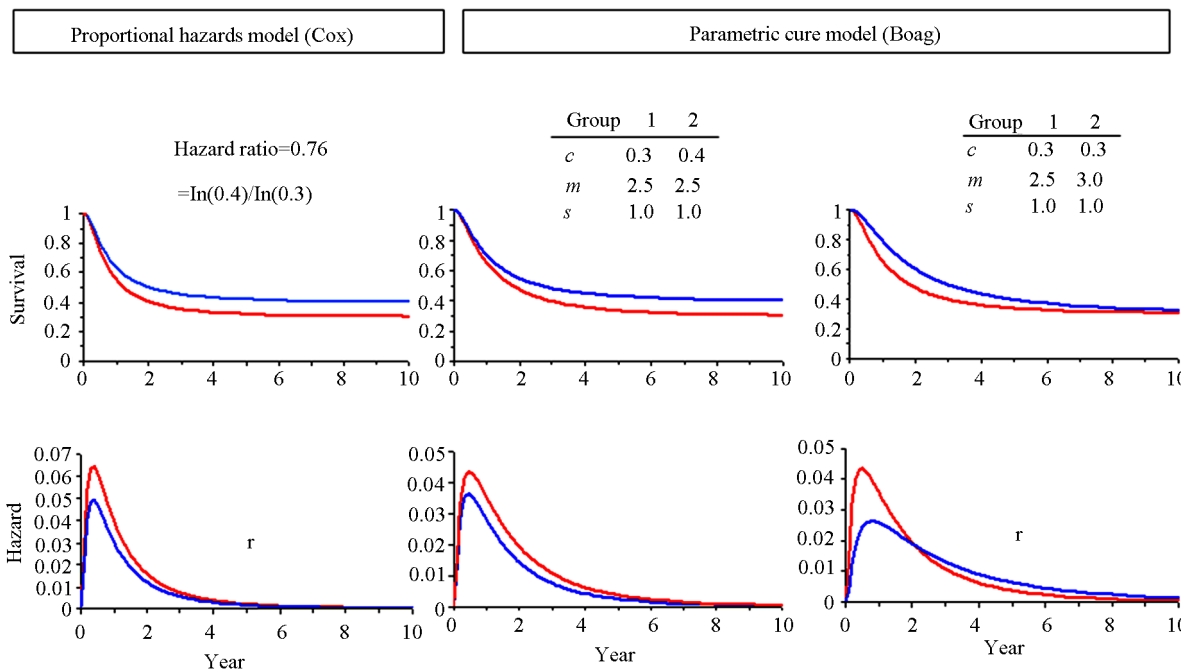 Proportional hazards model (Cox)
Parametric cure model (Boag)
Hazard ratio=0.76
=In(0.4)/In(0.3)
Group 1 2
c 0.3 0.4
m 2.5 2.5
s 1.0 1.0
Group 1 2
c 0.3 0.3
m 2.5 3.0
s 1.0 1.0
Survival
1
0.8
0.6
0.4
0.2
0
0 2 4 6 8 10
1
0.8
0.6
0.4
0.2
0
0 2 4 6 8 10
1
0.8
0.6
0.4
0.2
0
0 2 4 6 8 10
Hazard
0.07
0.06
0.05
0.04
0.03
0.02
0.01
0
0 2 4 6 8 10
r
Year
0.05
0.04
0.03
0.02
0.01
0
0 2 4 6 8 10
Year
0.05
0.04
0.03
0.02
0.01
0
0 2 4 6 8 10
r
Year